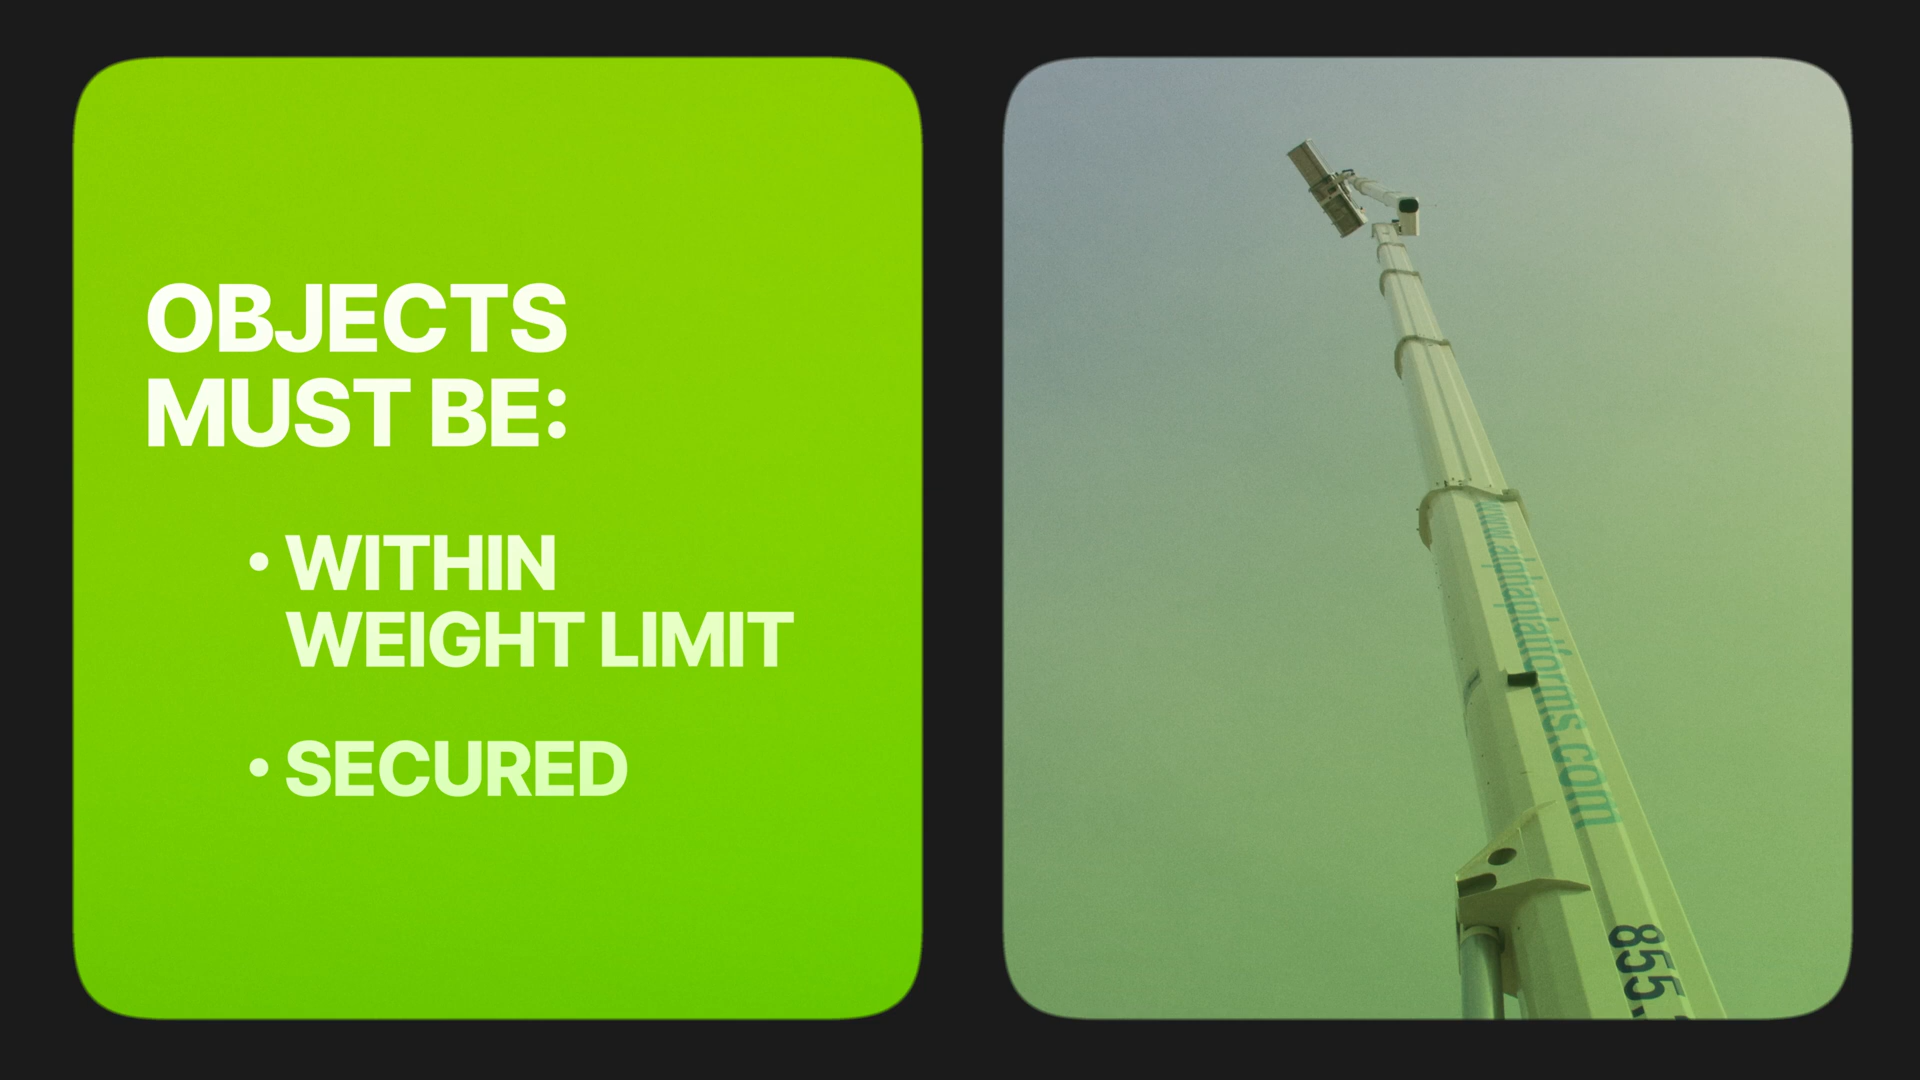 OBJECTS
MUST BE:
• WITHIN
WEIGHT LIMIT
• SECURED
www.alphaplatforms.com
855.